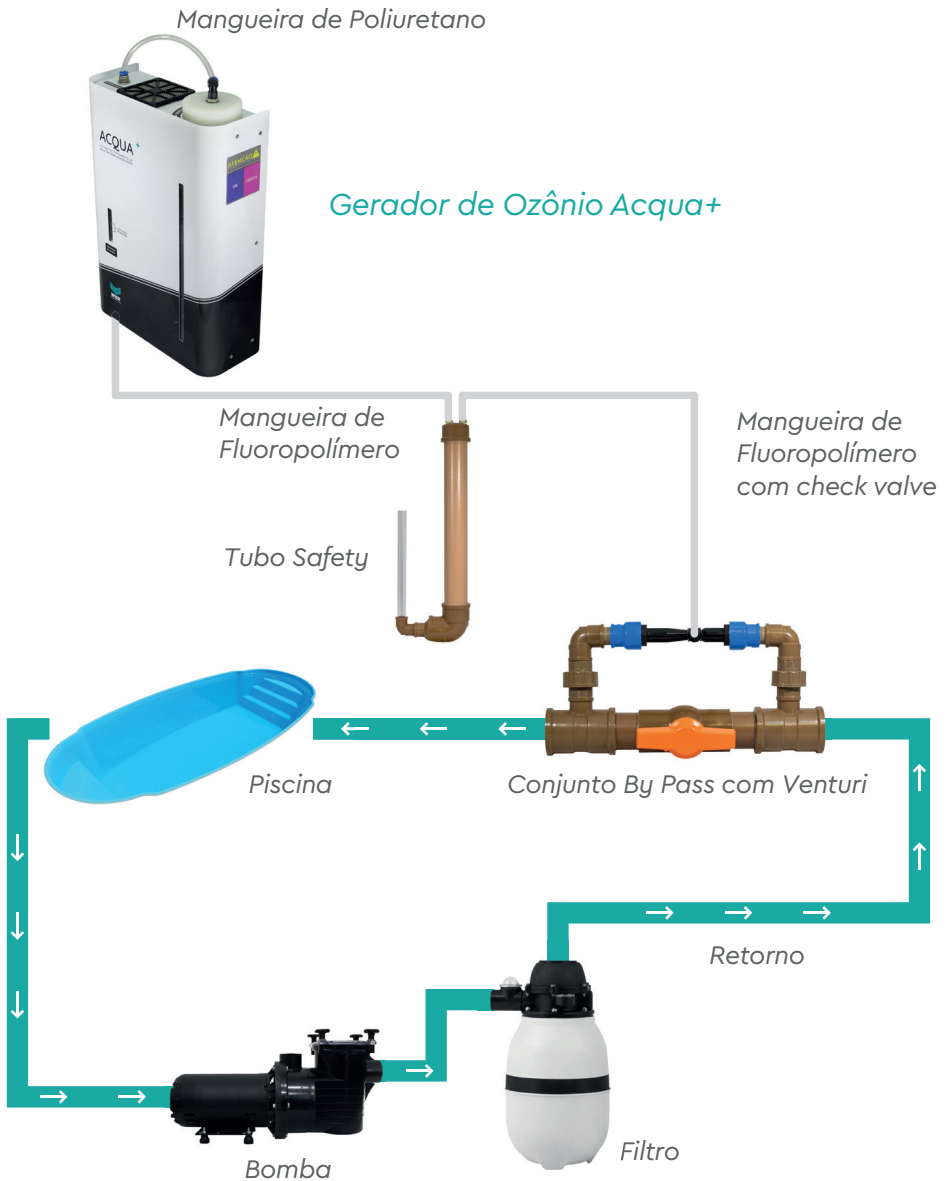 Mangueira de Poliuretano
ACQUA+
ATENÇÃO
Gerador de Ozônio Acqua+
Mangueira de
Fluoropolímero
Mangueira de
Fluoropolímero
com check valve
Tubo Safety
Piscina
Conjunto By Pass com Venturi
Retorno
Bomba
Filtro